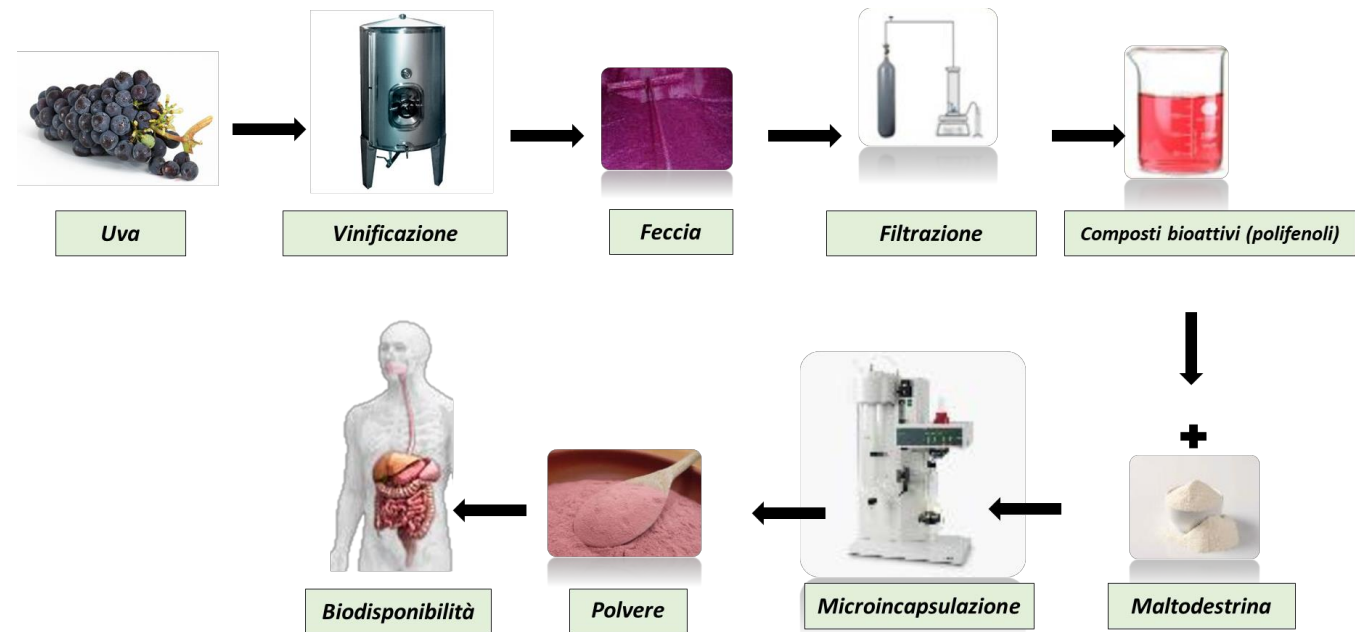 Uva
Vinificazione
Feccia
Filtrazione
Composti bioattivi (polifenoli)
Biodisponibilità
Polvere
Microincapsulazione
Maltodestrina